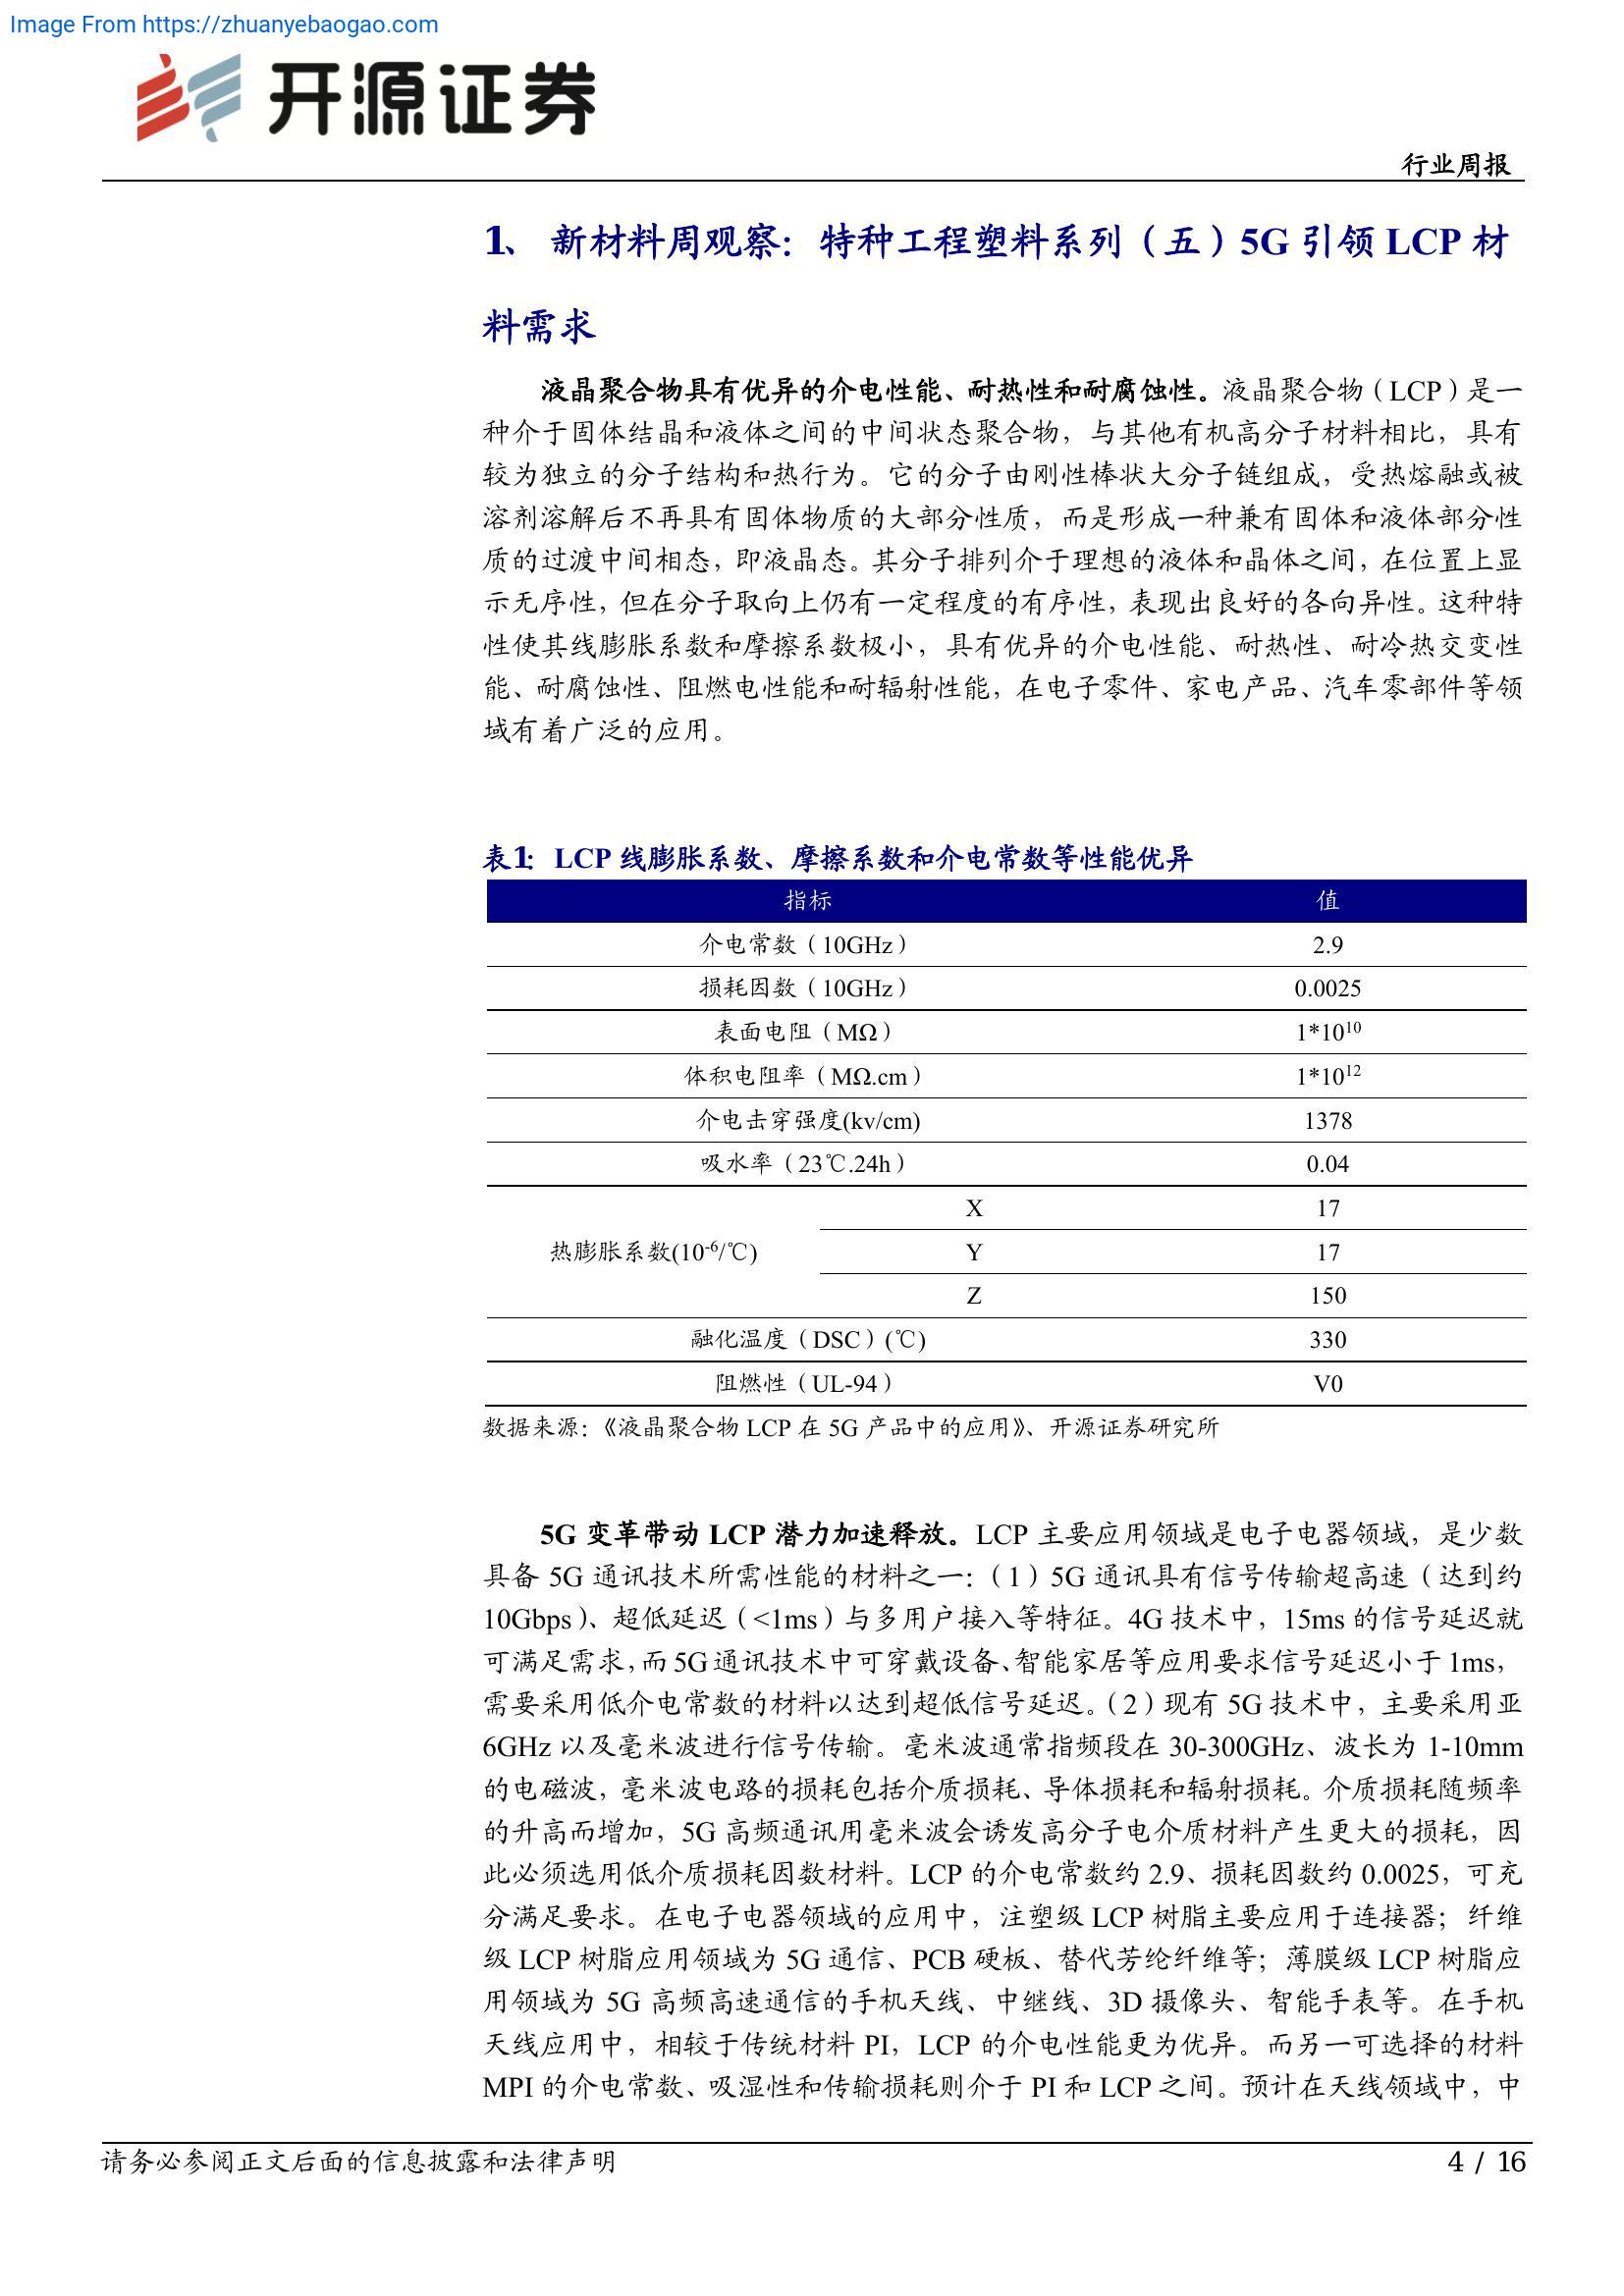 Image From https://zhuanyebaogao.com
开源证券
行业周报
1、 新材料周观察：特种工程塑料系列（五）5G 引领 LCP 材
料需求
液晶聚合物具有优异的介电性能、耐热性和耐腐蚀性。液晶聚合物（LCP）是一
种介于固体结晶和液体之间的中间状态聚合物，与其他有机高分子材料相比，具有
较为独立的分子结构和热行为。它的分子由刚性棒状大分子链组成，受热熔融或被
溶剂溶解后不再具有固体物质的大部分性质，而是形成一种兼有固体和液体部分性
质的过渡中间相态，即液晶态。其分子排列介于理想的液体和晶体之间，在位置上显
示无序性，但在分子取向上仍有一定程度的有序性，表现出良好的各向异性。这种特
性使其线膨胀系数和摩擦系数极小，具有优异的介电性能、耐热性、耐冷热交变性
能、耐腐蚀性、阻燃电性能和耐辐射性能，在电子零件、家电产品、汽车零部件等领
域有着广泛的应用。
表1： LCP 线膨胀系数、摩擦系数和介电常数等性能优异
指标 值
介电常数（10GHz） 2.9
损耗因数（10GHz） 0.0025
表面电阻（MΩ） 1*10¹⁰
体积电阻率（MΩ.cm） 1*10¹²
介电击穿强度(kv/cm) 1378
吸水率（23℃.24h） 0.04
X 17
热膨胀系数(10⁻⁶/℃) Y 17
Z 150
融化温度（DSC）(℃) 330
阻燃性（UL-94） V0
数据来源：《液晶聚合物 LCP 在 5G 产品中的应用》、开源证券研究所
5G 变革带动 LCP 潜力加速释放。LCP 主要应用领域是电子电器领域，是少数
具备 5G 通讯技术所需性能的材料之一：（1）5G 通讯具有信号传输超高速（达到约
10Gbps）、超低延迟（<1ms）与多用户接入等特征。4G 技术中，15ms 的信号延迟就
可满足需求，而 5G 通讯技术中可穿戴设备、智能家居等应用要求信号延迟小于 1ms，
需要采用低介电常数的材料以达到超低信号延迟。（2）现有 5G 技术中，主要采用亚
6GHz 以及毫米波进行信号传输。毫米波通常指频段在 30-300GHz、波长为 1-10mm
的电磁波，毫米波电路的损耗包括介质损耗、导体损耗和辐射损耗。介质损耗随频率
的升高而增加，5G 高频通讯用毫米波会诱发高分子电介质材料产生更大的损耗，因
此必须选用低介质损耗因数材料。LCP 的介电常数约 2.9、损耗因数约 0.0025，可充
分满足要求。在电子电器领域的应用中，注塑级 LCP 树脂主要应用于连接器；纤维
级 LCP 树脂应用领域为 5G 通信、PCB 硬板、替代芳纶纤维等；薄膜级 LCP 树脂应
用领域为 5G 高频高速通信的手机天线、中继线、3D 摄像头、智能手表等。在手机
天线应用中，相较于传统材料 PI，LCP 的介电性能更为优异。而另一可选择的材料
MPI 的介电常数、吸湿性和传输损耗则介于 PI 和 LCP 之间。预计在天线领域中，中
请务必参阅正文后面的信息披露和法律声明 4 / 16